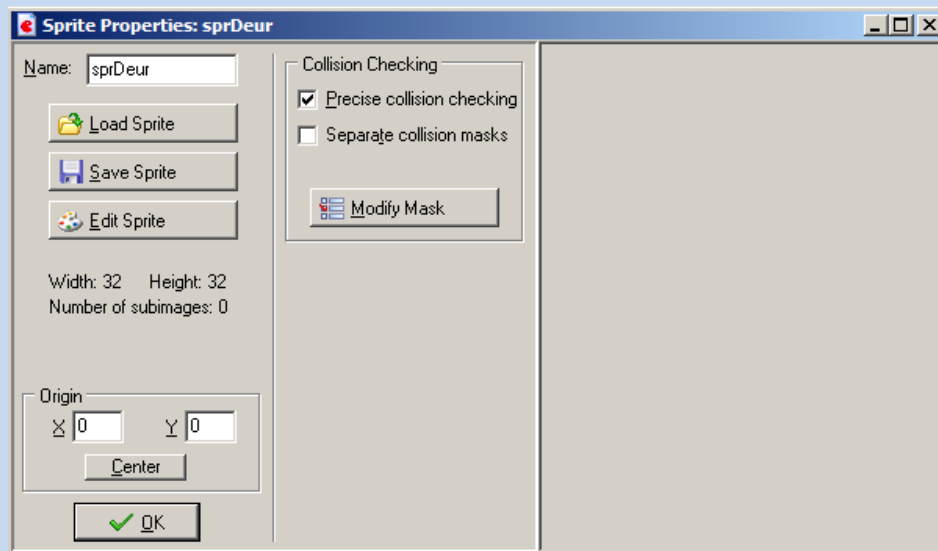 Sprite Properties: sprDeur
Name: sprDeur
Load Sprite
Save Sprite
Edit Sprite
Width: 32 Height: 32
Number of subimages: 0
Origin
X 0 Y 0
Center
OK
Collision Checking
Precise collision checking
Separate collision masks
Modify Mask